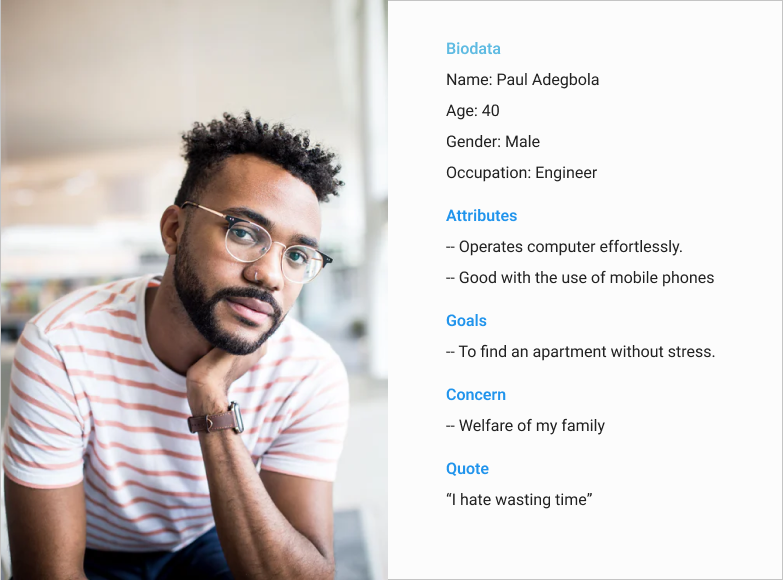 Biodata
Name: Paul Adegbola
Age: 40
Gender: Male
Occupation: Engineer
Attributes
-- Operates computer effortlessly.
-- Good with the use of mobile phones
Goals
-- To find an apartment without stress.
Concern
-- Welfare of my family
Quote
“I hate wasting time”